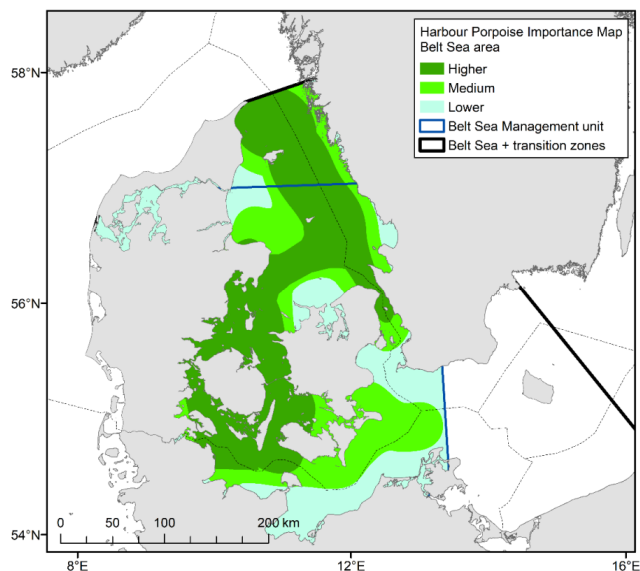 Harbour Porpoise Importance Map
Belt Sea area
Higher
Medium
Lower
Belt Sea Management unit
Belt Sea + transition zones
58°N
56°N
54°N
0 50 100 200 km
8°E 12°E 16°E